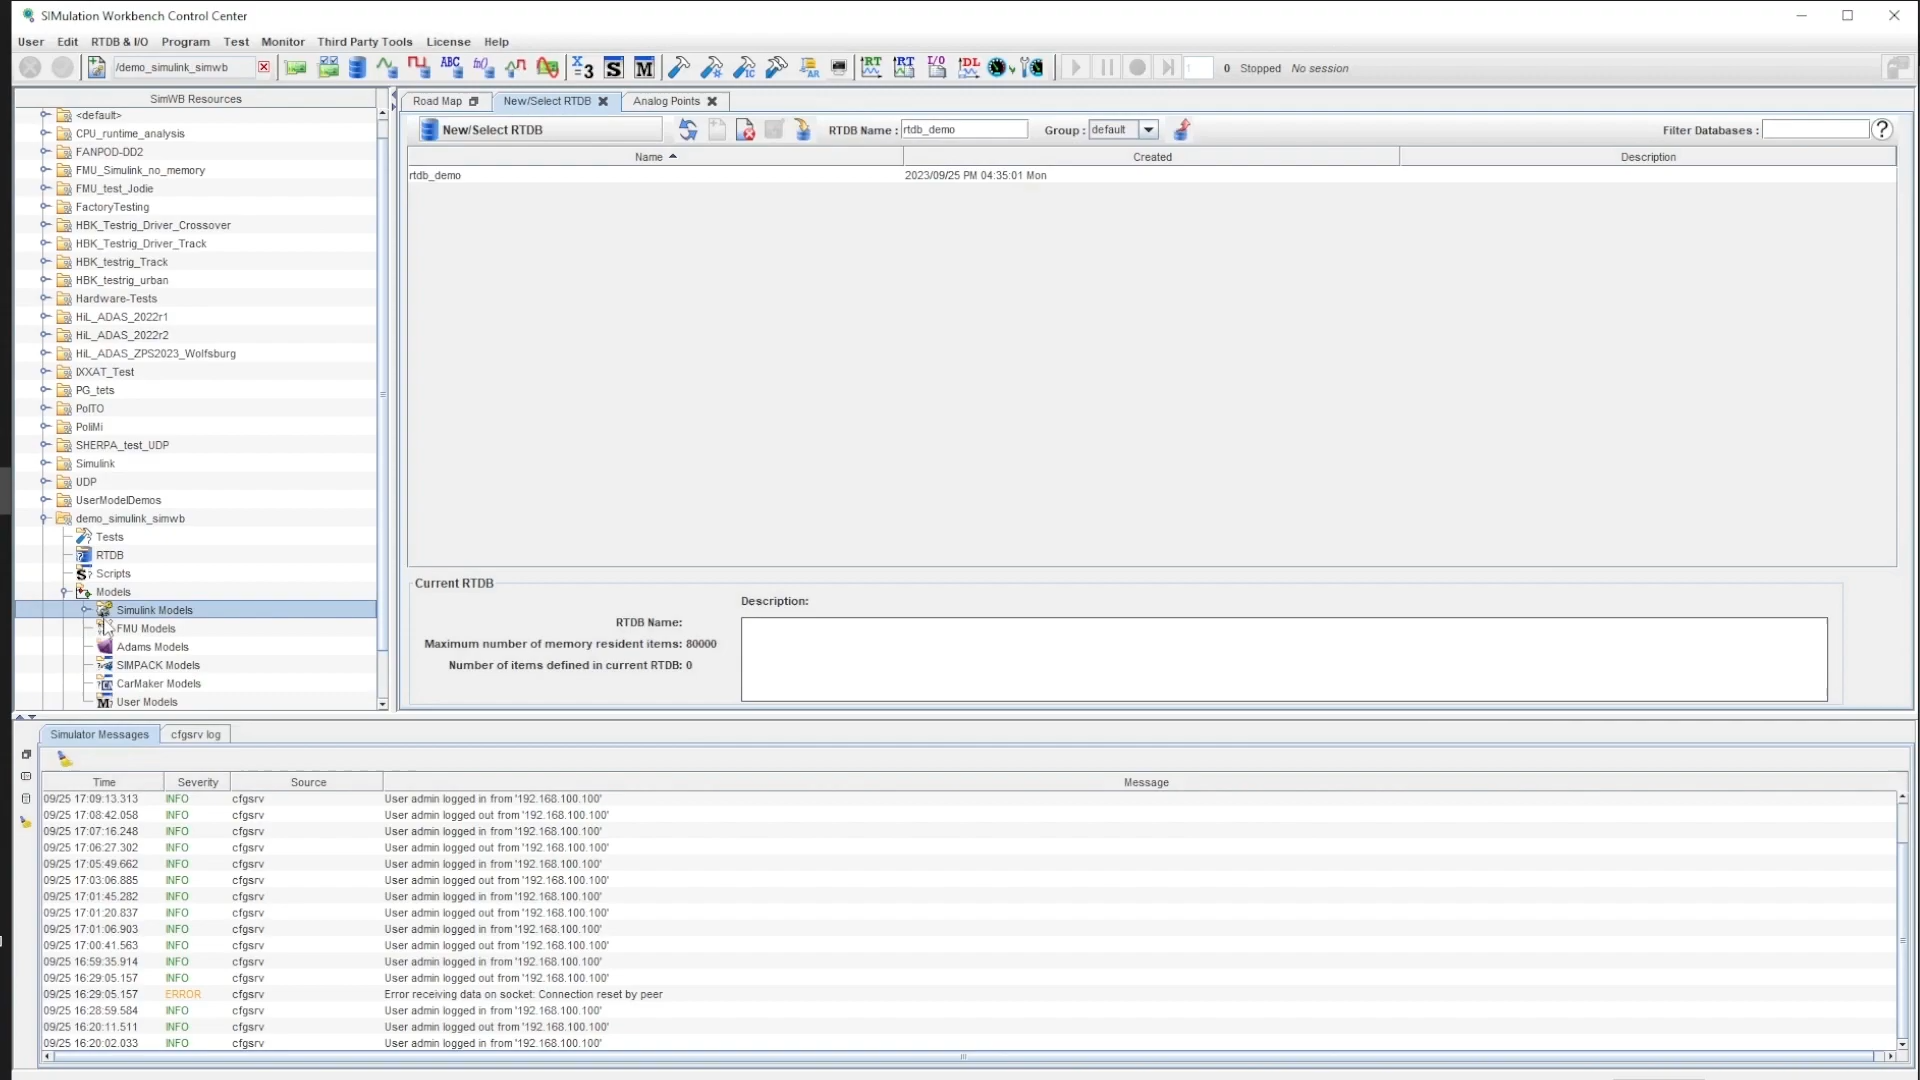 SIMulation Workbench Control Center
User Edit RTDB & I/O Program Test Monitor Third Party Tools License Help
/demo_simulink_simwb 0 Stopped No session
SimWB Resources
<default>
CPU_runtime_analysis
FANPOD-DD2
FMU_Simulink_no_memory
FMU_test_Jodie
FactoryTesting
HBK_Testrig_Driver_Crossover
HBK_Testrig_Driver_Track
HBK_testrig_Track
HBK_testrig_urban
Hardware-Tests
HiL_ADAS_2022r1
HiL_ADAS_2022r2
HiL_ADAS_ZPS2023_Wolfsburg
IXXAT_Test
PG_tets
PolTO
PoliMi
SHERPA_test_UDP
Simulink
UDP
UserModelDemos
demo_simulink_simwb
Tests
RTDB
Scripts
Models
Simulink Models
FMU Models
Adams Models
SIMPACK Models
CarMaker Models
User Models
Road Map New/Select RTDB Analog Points
New/Select RTDB RTDB Name : rtdb_demo Group : default Filter Databases :
Name Created Description
rtdb_demo 2023/09/25 PM 04:35:01 Mon
Current RTDB
Description:
RTDB Name:
Maximum number of memory resident items: 80000
Number of items defined in current RTDB: 0
Simulator Messages cfgsrv log
Time Severity Source Message
09/25 17:09:13.313 INFO cfgsrv User admin logged in from '192.168.100.100'
09/25 17:08:42.058 INFO cfgsrv User admin logged out from '192.168.100.100'
09/25 17:07:16.248 INFO cfgsrv User admin logged in from '192.168.100.100'
09/25 17:06:27.302 INFO cfgsrv User admin logged out from '192.168.100.100'
09/25 17:05:49.662 INFO cfgsrv User admin logged in from '192.168.100.100'
09/25 17:03:06.885 INFO cfgsrv User admin logged out from '192.168.100.100'
09/25 17:01:45.282 INFO cfgsrv User admin logged in from '192.168.100.100'
09/25 17:01:20.837 INFO cfgsrv User admin logged out from '192.168.100.100'
09/25 17:01:06.903 INFO cfgsrv User admin logged in from '192.168.100.100'
09/25 17:00:41.563 INFO cfgsrv User admin logged out from '192.168.100.100'
09/25 16:59:35.914 INFO cfgsrv User admin logged in from '192.168.100.100'
09/25 16:29:05.157 INFO cfgsrv User admin logged out from '192.168.100.100'
09/25 16:29:05.157 ERROR cfgsrv Error receiving data on socket: Connection reset by peer
09/25 16:28:59.584 INFO cfgsrv User admin logged in from '192.168.100.100'
09/25 16:20:11.511 INFO cfgsrv User admin logged out from '192.168.100.100'
09/25 16:20:02.033 INFO cfgsrv User admin logged in from '192.168.100.100'